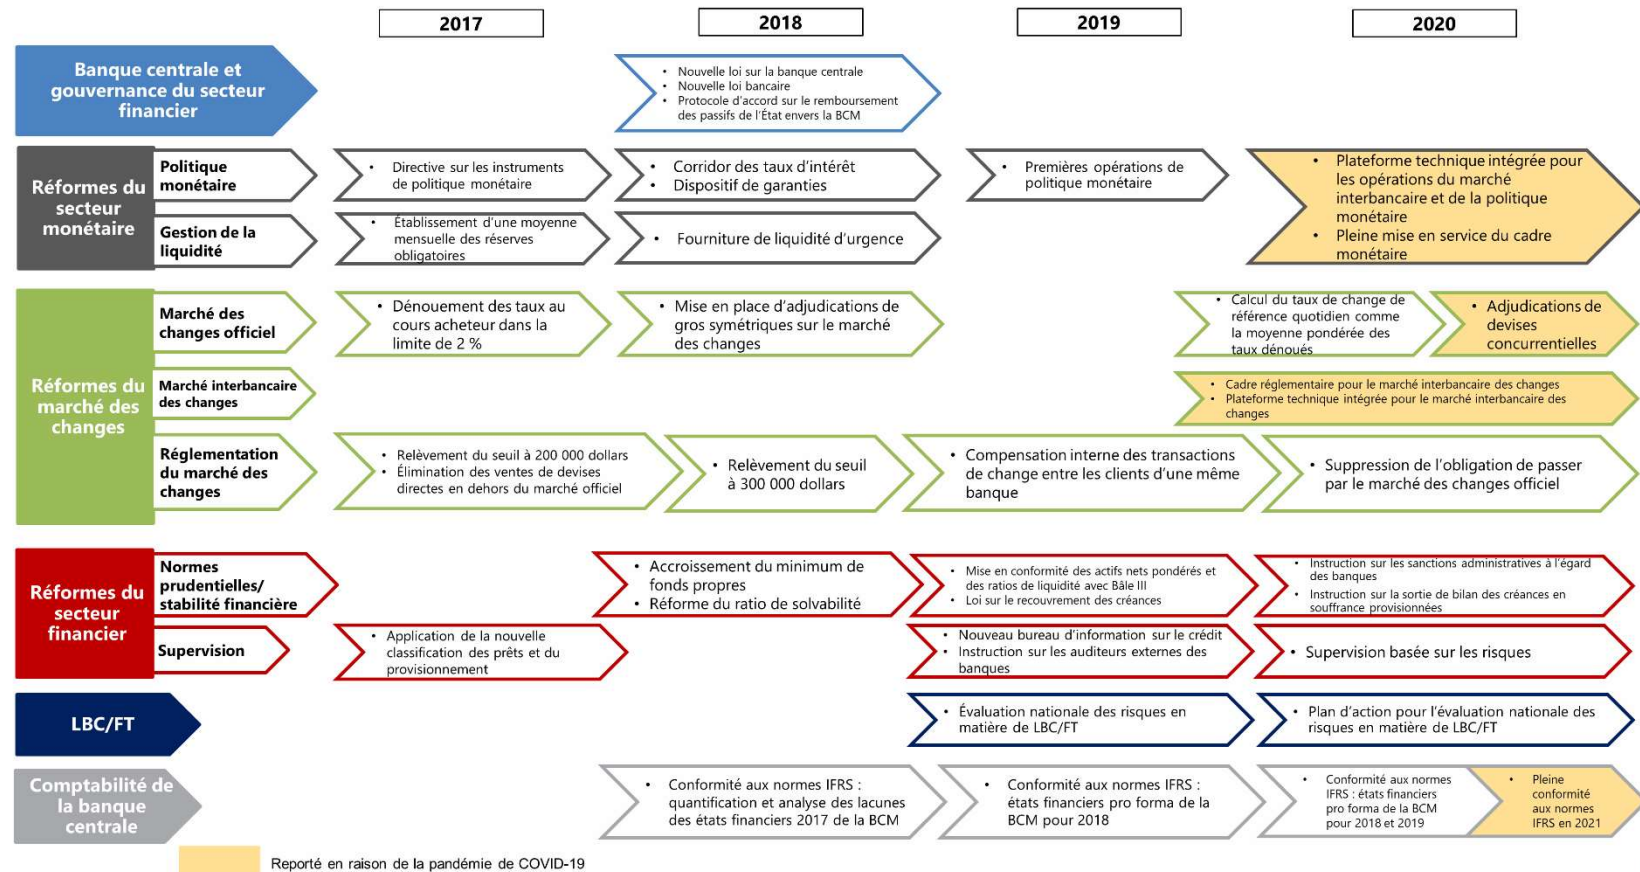 2017
2018
2019
2020
Banque centrale et
gouvernance du secteur
financier
• Nouvelle loi sur la banque centrale
• Nouvelle loi bancaire
• Protocole d'accord sur le remboursement
des passifs de l'État envers la BCM
Réformes du
secteur
monétaire
Politique
monétaire
• Directive sur les instruments
de politique monétaire
• Corridor des taux d'intérêt
• Dispositif de garanties
• Premières opérations de
politique monétaire
• Plateforme technique intégrée pour
les opérations du marché
interbancaire et de la politique
monétaire
• Pleine mise en service du cadre
monétaire
Gestion de la
liquidité
• Établissement d'une moyenne
mensuelle des réserves
obligatoires
• Fourniture de liquidité d'urgence
Réformes du
marché des
changes
Marché des
changes officiel
• Dénouement des taux au
cours acheteur dans la
limite de 2 %
• Mise en place d'adjudications de
gros symétriques sur le marché
des changes
• Calcul du taux de change de
référence quotidien comme
la moyenne pondérée des
taux dénoués
• Adjudications de
devises
concurrentielles
Marché interbancaire
des changes
• Cadre réglementaire pour le marché interbancaire des changes
• Plateforme technique intégrée pour le marché interbancaire des
changes
Réglementation
du marché des
changes
• Relèvement du seuil à 200 000 dollars
• Élimination des ventes de devises
directes en dehors du marché officiel
• Relèvement du seuil
à 300 000 dollars
• Compensation interne des transactions
de change entre les clients d'une même
banque
• Suppression de l'obligation de passer
par le marché des changes officiel
Réformes du
secteur
financier
Normes
prudentielles/
stabilité financière
• Accroissement du minimum de
fonds propres
• Réforme du ratio de solvabilité
• Mise en conformité des actifs nets pondérés et
des ratios de liquidité avec Bâle III
• Loi sur le recouvrement des créances
• Instruction sur les sanctions administratives à l'égard
des banques
• Instruction sur la sortie de bilan des créances en
souffrance provisionnées
Supervision
• Application de la nouvelle
classification des prêts et du
provisionnement
• Nouveau bureau d'information sur le crédit
• Instruction sur les auditeurs externes des
banques
• Supervision basée sur les risques
LBC/FT
• Évaluation nationale des risques en
matière de LBC/FT
• Plan d'action pour l'évaluation nationale des
risques en matière de LBC/FT
Comptabilité de
la banque
centrale
• Conformité aux normes IFRS :
quantification et analyse des lacunes
des états financiers 2017 de la BCM
• Conformité aux normes IFRS :
états financiers pro forma de la
BCM pour 2018
• Conformité aux normes
IFRS : états financiers
pro forma de la BCM
pour 2018 et 2019
• Pleine
conformité
aux normes
IFRS en 2021
Reporté en raison de la pandémie de COVID-19